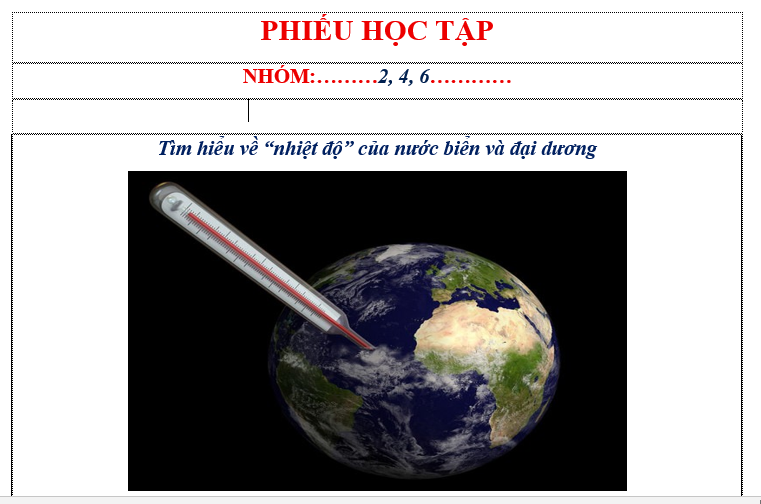 PHIẾU HỌC TẬP
NHÓM:………2, 4, 6…………
Tìm hiểu về “nhiệt độ” của nước biển và đại dương